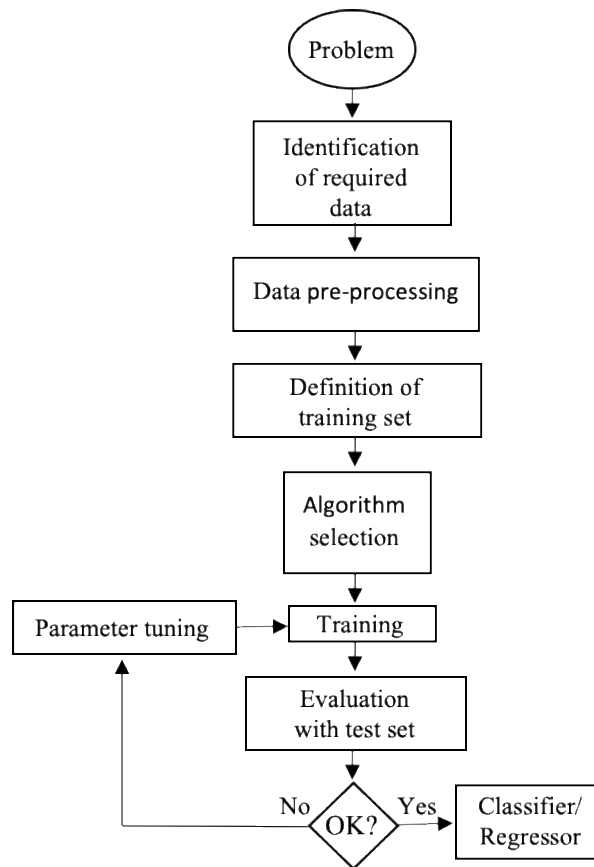 Problem
Identification
of required
data
Data pre-processing
Definition of
training set
Algorithm
selection
Parameter tuning
Training
Evaluation
with test set
No
OK?
Yes
Classifier/
Regressor